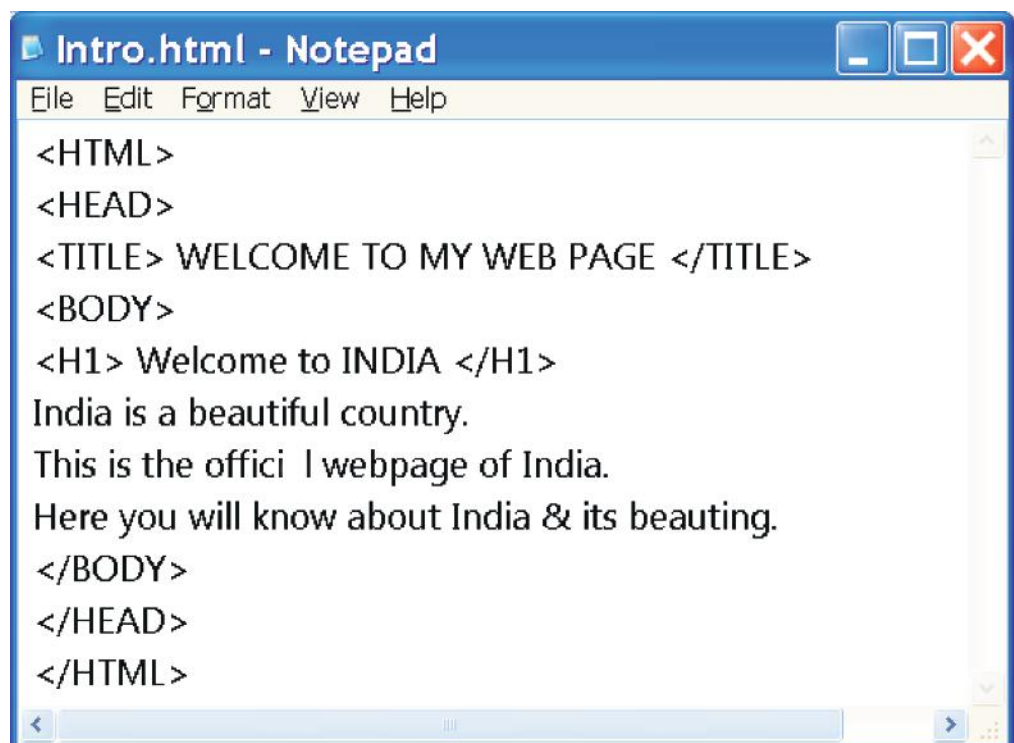 Intro.html - Notepad
File Edit Format View Help
<HTML>
<HEAD>
<TITLE> WELCOME TO MY WEB PAGE </TITLE>
<BODY>
<H1> Welcome to INDIA </H1>
India is a beautiful country.
This is the offici l webpage of India.
Here you will know about India & its beauting.
</BODY>
</HEAD>
</HTML>